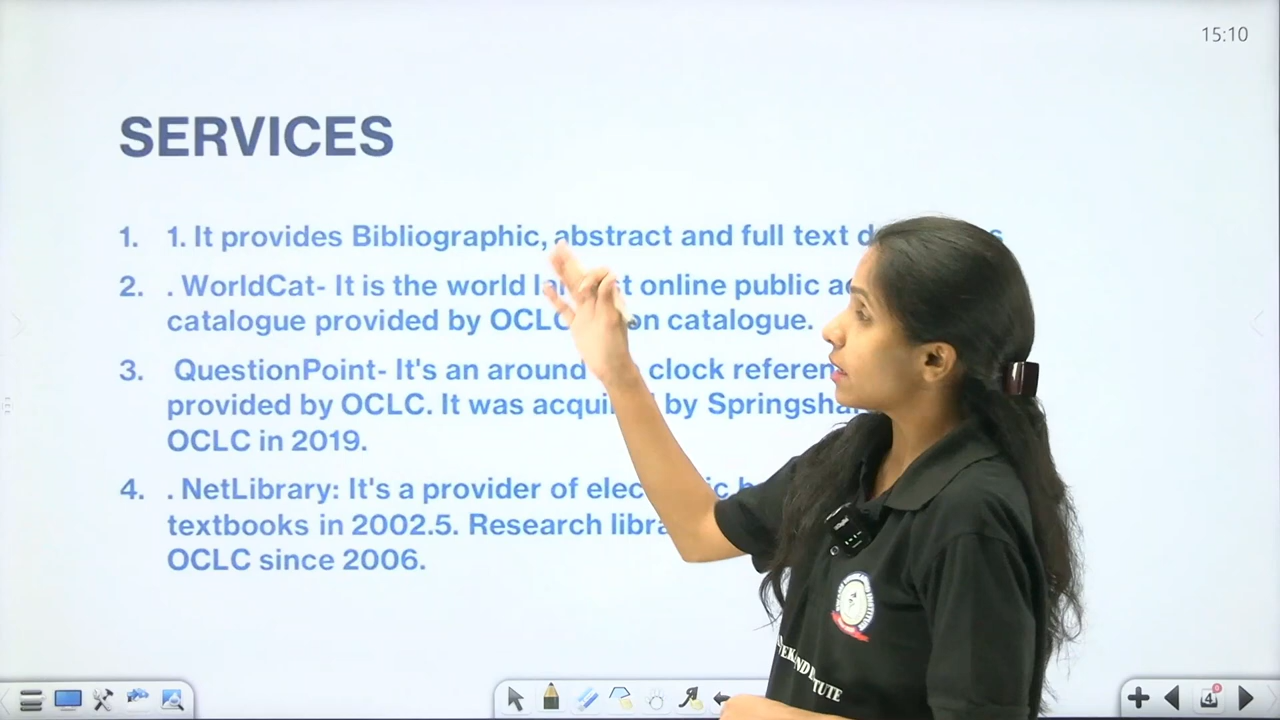 15:10
SERVICES
1. 1. It provides Bibliographic, abstract and full text
2. . WorldCat- It is the world online public
catalogue provided by OCLC on catalogue.
3. QuestionPoint- It's an around clock
provided by OCLC. It was by
OCLC in 2019.
4. . NetLibrary: It's a provider of
textbooks in 2002.5. Research
OCLC since 2006.
4